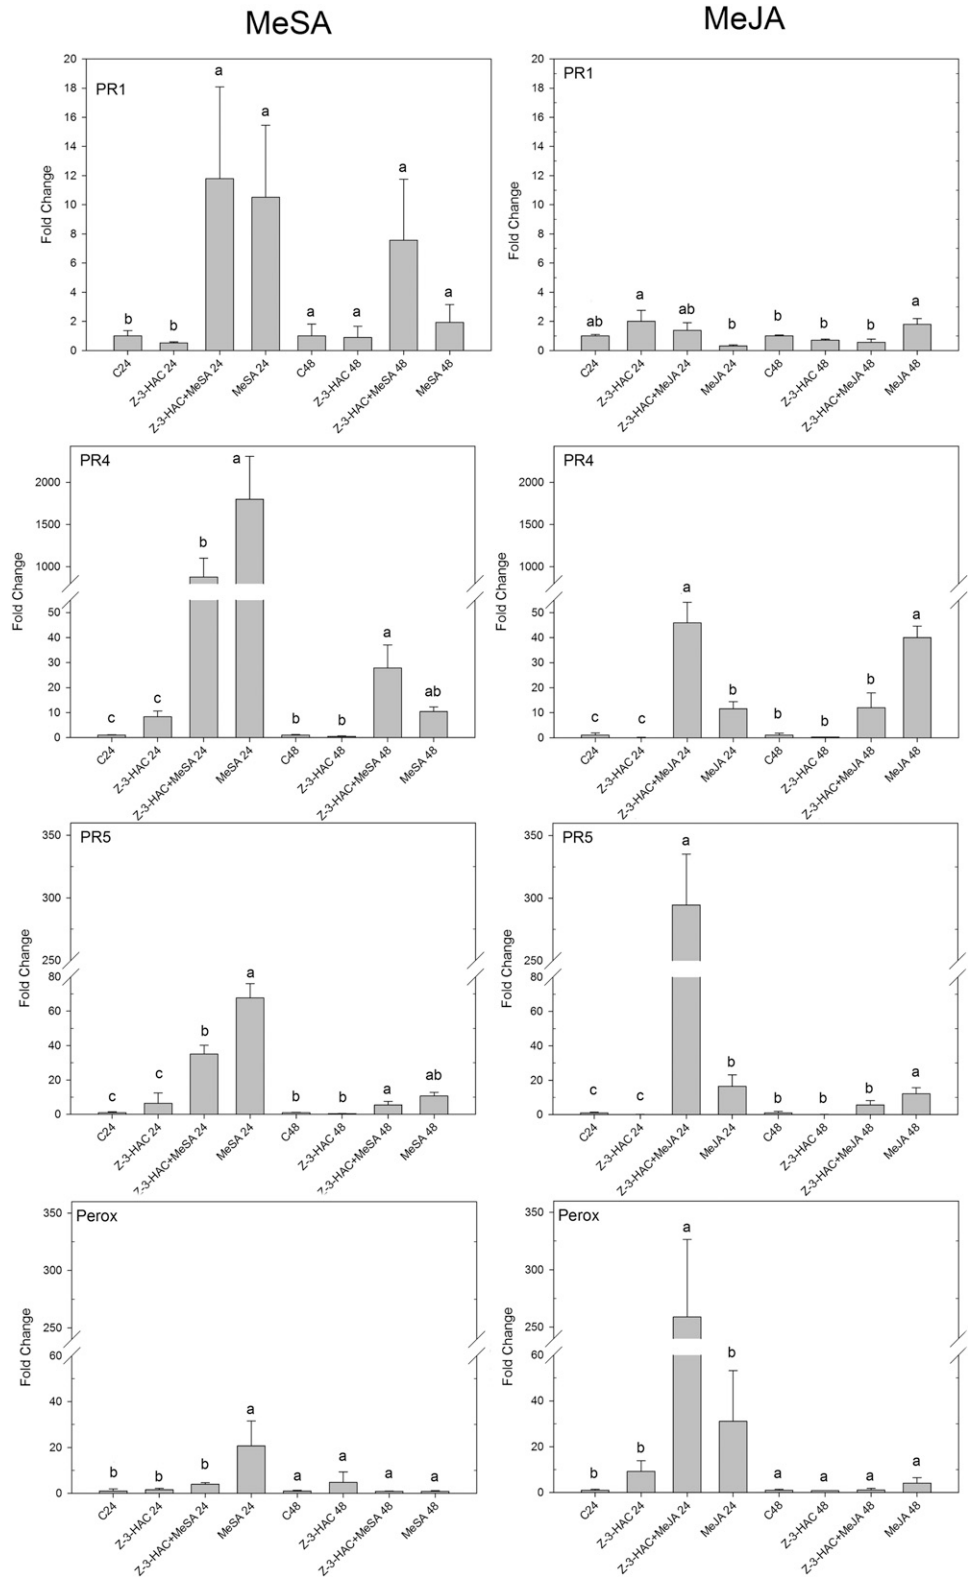 MeSA
MeJA
PR1
Fold Change
20
18
16
14
12
10
8
6
4
2
0
b
b
a
a
a
a
a
a
C24
Z-3-HAC 24
Z-3-HAC+MeSA 24
MeSA 24
C48
Z-3-HAC 48
Z-3-HAC+MeSA 48
MeSA 48
PR1
Fold Change
20
18
16
14
12
10
8
6
4
2
0
ab
a
ab
b
b
b
b
a
C24
Z-3-HAC 24
Z-3-HAC+MeJA 24
MeJA 24
C48
Z-3-HAC 48
Z-3-HAC+MeJA 48
MeJA 48
PR4
Fold Change
2000
1500
1000
50
40
30
20
10
0
c
c
b
a
b
b
a
ab
C24
Z-3-HAC 24
Z-3-HAC+MeSA 24
MeSA 24
C48
Z-3-HAC 48
Z-3-HAC+MeSA 48
MeSA 48
PR4
Fold Change
2000
1500
1000
50
40
30
20
10
0
c
c
a
b
b
b
b
a
C24
Z-3-HAC 24
Z-3-HAC+MeJA 24
MeJA 24
C48
Z-3-HAC 48
Z-3-HAC+MeJA 48
MeJA 48
PR5
Fold Change
350
300
250
80
60
40
20
0
c
c
b
a
b
b
a
ab
C24
Z-3-HAC 24
Z-3-HAC+MeSA 24
MeSA 24
C48
Z-3-HAC 48
Z-3-HAC+MeSA 48
MeSA 48
PR5
Fold Change
350
300
250
80
60
40
20
0
c
c
a
b
b
b
b
a
C24
Z-3-HAC 24
Z-3-HAC+MeJA 24
MeJA 24
C48
Z-3-HAC 48
Z-3-HAC+MeJA 48
MeJA 48
Perox
Fold Change
350
300
250
60
40
20
0
b
b
b
a
a
a
a
a
C24
Z-3-HAC 24
Z-3-HAC+MeSA 24
MeSA 24
C48
Z-3-HAC 48
Z-3-HAC+MeSA 48
MeSA 48
Perox
Fold Change
350
300
250
60
40
20
0
b
b
a
b
a
a
a
a
C24
Z-3-HAC 24
Z-3-HAC+MeJA 24
MeJA 24
C48
Z-3-HAC 48
Z-3-HAC+MeJA 48
MeJA 48